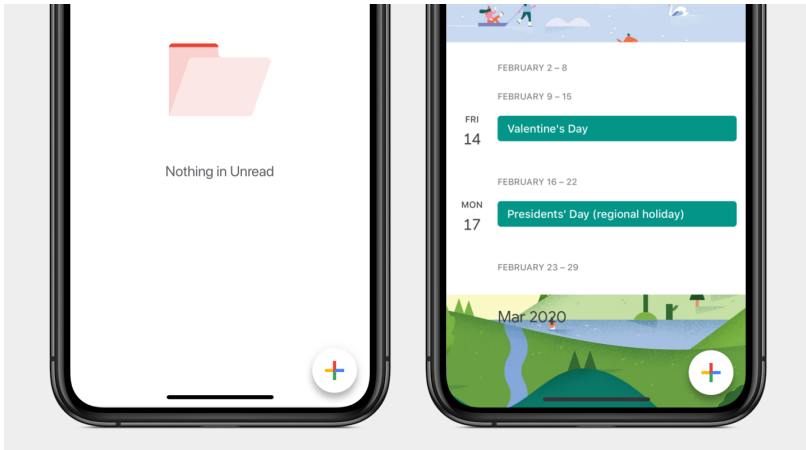 Nothing in Unread
FEBRUARY 2 – 8
FEBRUARY 9 – 15
FRI
14
Valentine's Day
FEBRUARY 16 – 22
MON
17
Presidents' Day (regional holiday)
FEBRUARY 23 – 29
Mar 2020